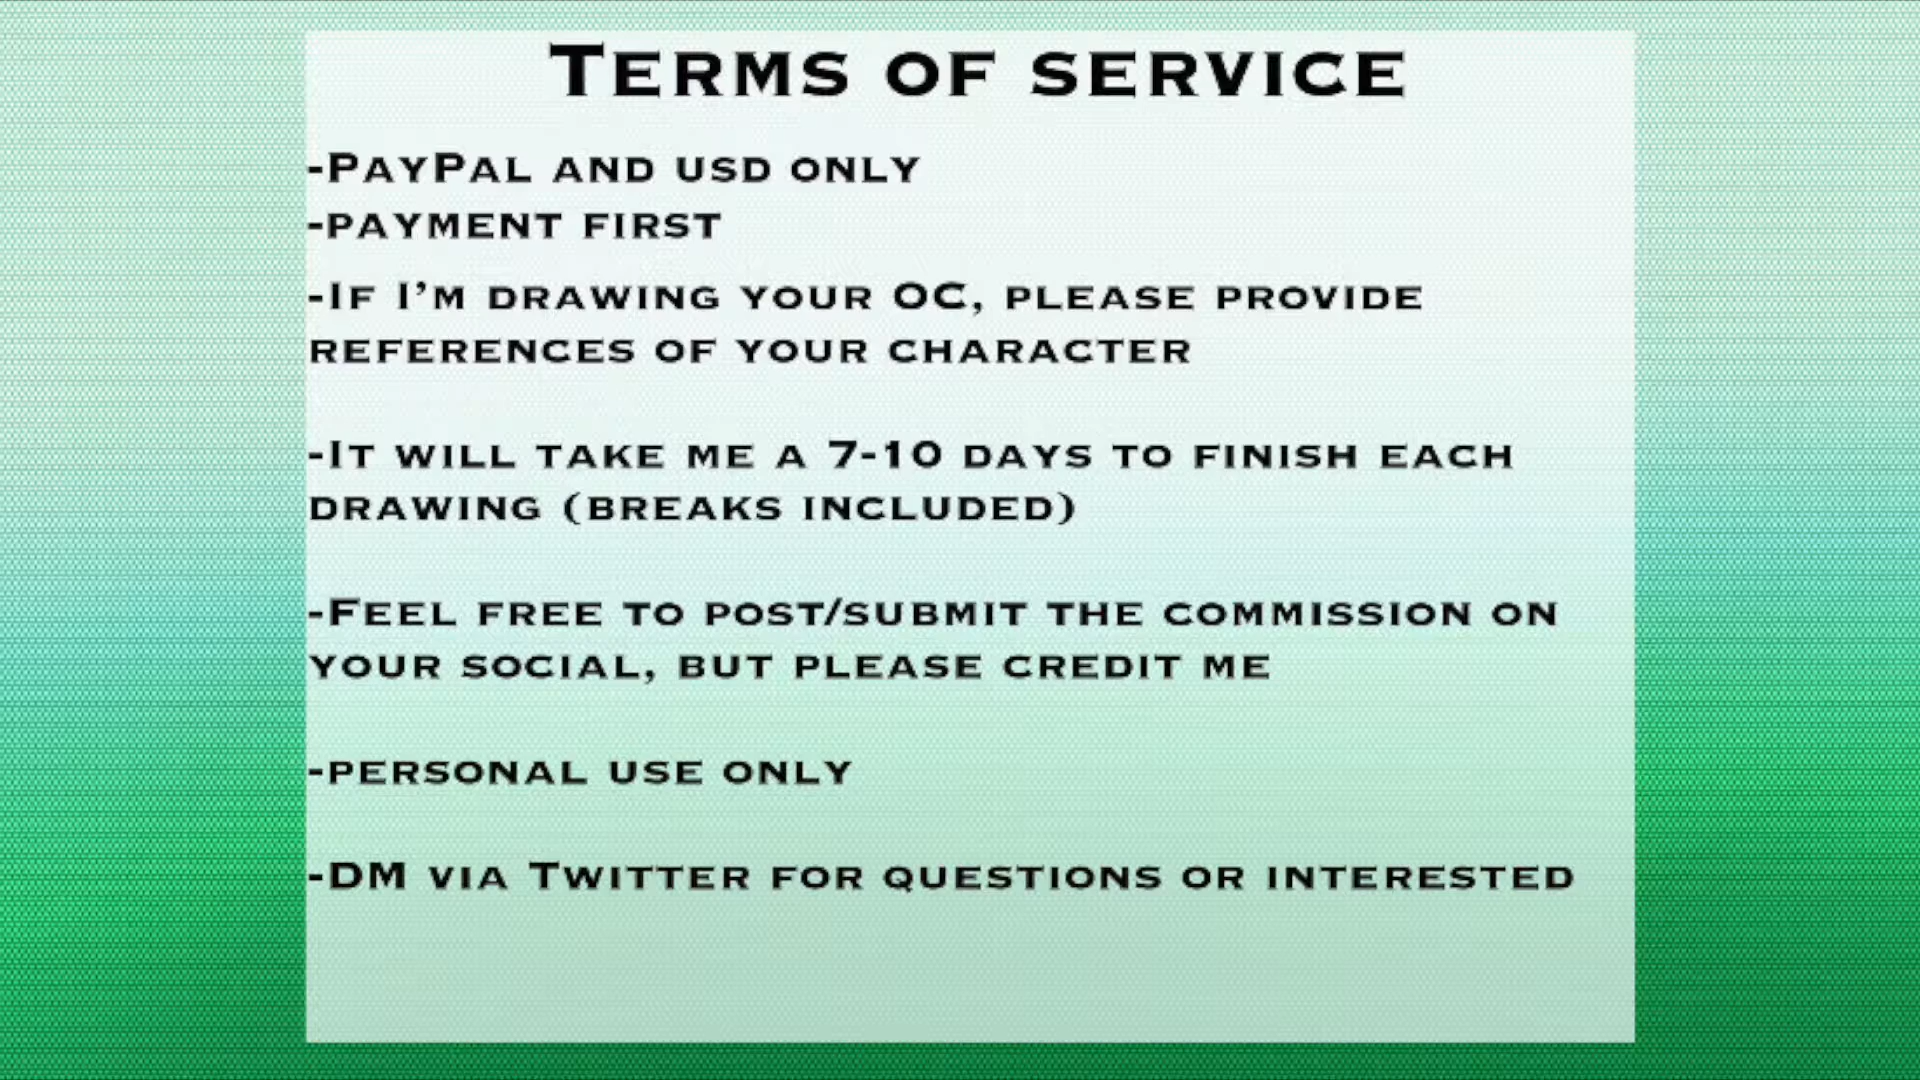 Terms of service
-PayPal and usd only
-payment first
-If I'm drawing your OC, please provide
references of your character
-It will take me a 7-10 days to finish each
drawing (breaks included)
-Feel free to post/submit the commission on
your social, but please credit me
-personal use only
-DM via Twitter for questions or interested